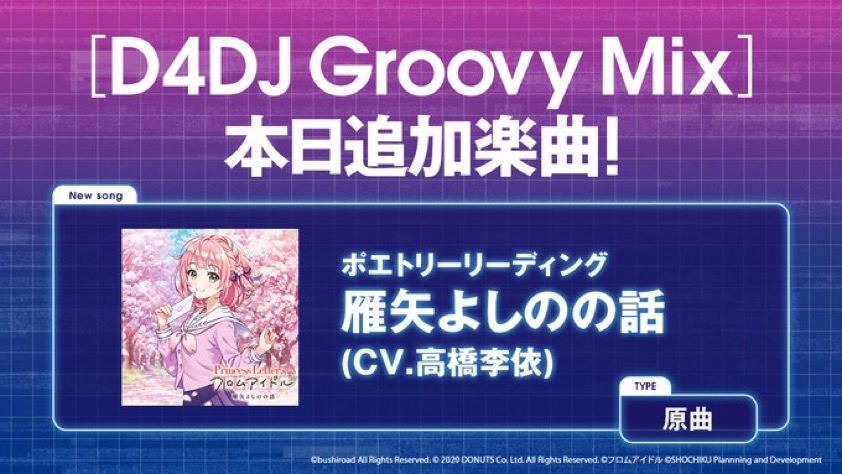 [D4DJ Groovy Mix]
本日追加楽曲!
New song
Princess Letter(s)!
フロムアイドル
雁矢よしのの話
ポエトリーリーディング
雁矢よしのの話
(CV.高橋李依)
TYPE
原曲
©bushiroad All Rights Reserved. © 2020 DONUTS Co. Ltd. All Rights Reserved. ©フロムアイドル ©SHOCHIKU Plannning and Development